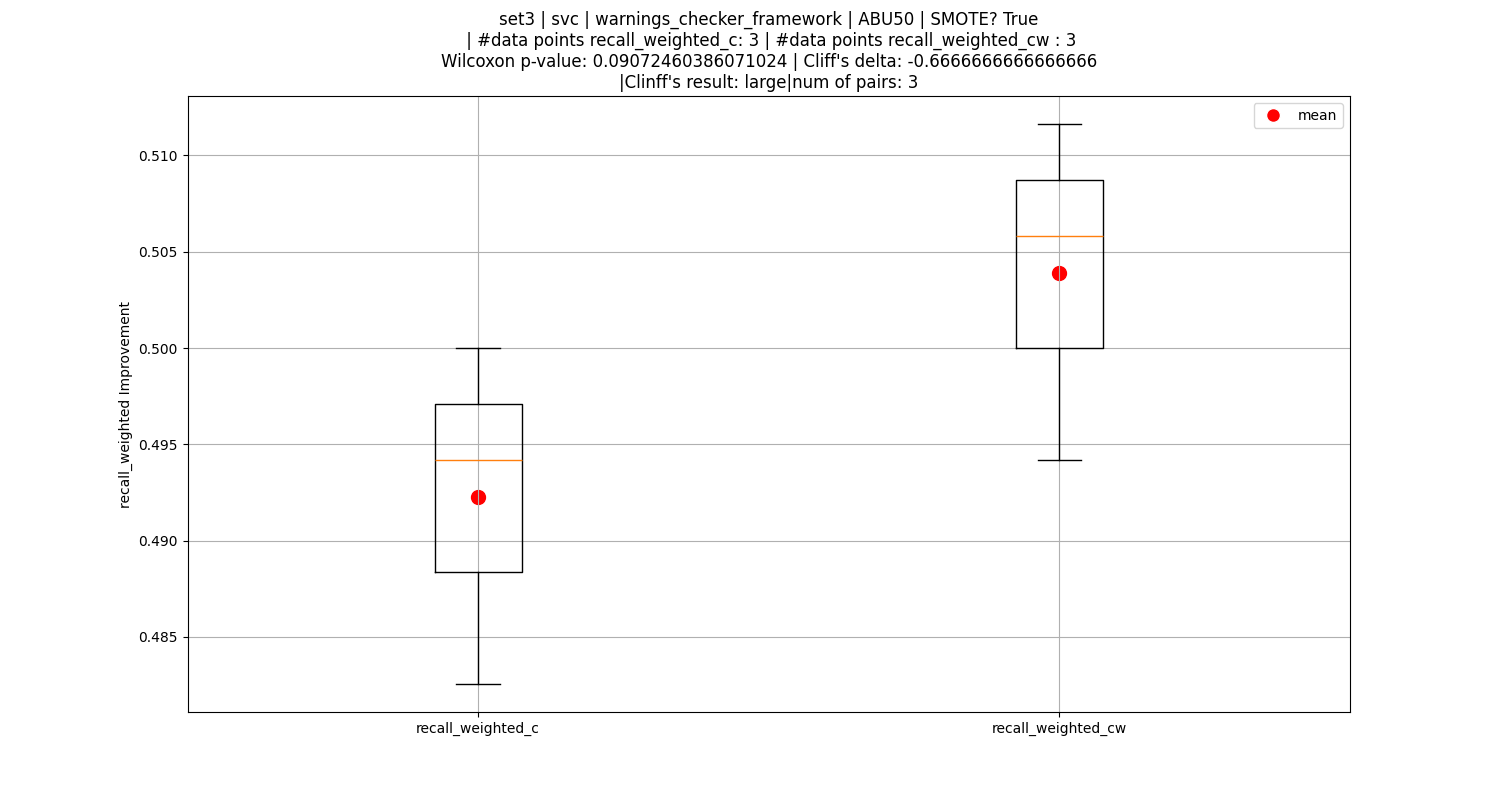 set3 | svc | warnings_checker_framework | ABU50 | SMOTE? True
| #data points recall_weighted_c: 3 | #data points recall_weighted_cw : 3
Wilcoxon p-value: 0.09072460386071024 | Cliff's delta: -0.6666666666666666
|Clinff's result: large|num of pairs: 3
mean
0.510
0.505
0.500
0.495
0.490
0.485
recall_weighted Improvement
recall_weighted_c
recall_weighted_cw